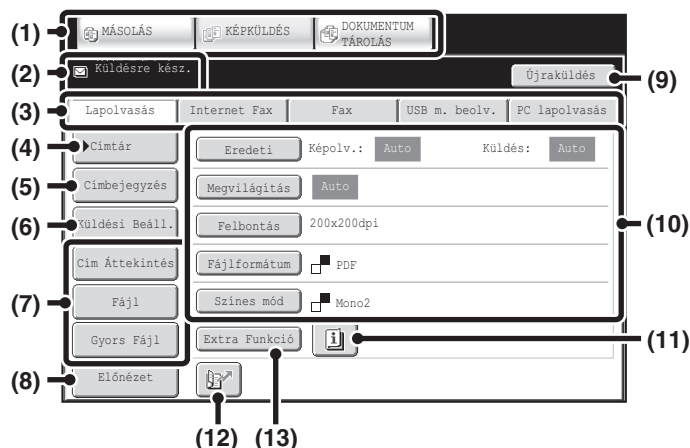 (1) MÁSOLÁS KÉPKÜLDÉS DOKUMENTUM
TÁROLÁS
(2) Küldésre kész.
Újraküldés (9)
(3) Lapolvasás Internet Fax Fax USB m. beolv. PC lapolvasás
(4) Címtár Eredeti Képolv.: Auto Küldés: Auto
(5) Címbejegyzés Megvilágítás Auto
(6) Küldési Beáll. Felbontás 200x200dpi (10)
Cím Áttekintés Fájlformátum PDF
(7) Fájl Színes mód Mono2
Gyors Fájl Extra Funkció (11)
(8) Előnézet
(12) (13)